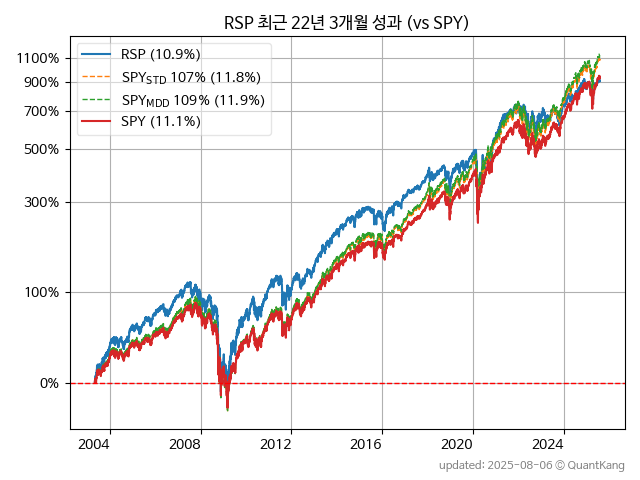 RSP 최근 22년 3개월 성과 (vs SPY)
RSP (10.9%)
SPY_STD 107% (11.8%)
SPY_MDD 109% (11.9%)
SPY (11.1%)
1100%
900%
700%
500%
300%
100%
0%
2004 2008 2012 2016 2020 2024
updated: 2025-08-06 © QuantKang